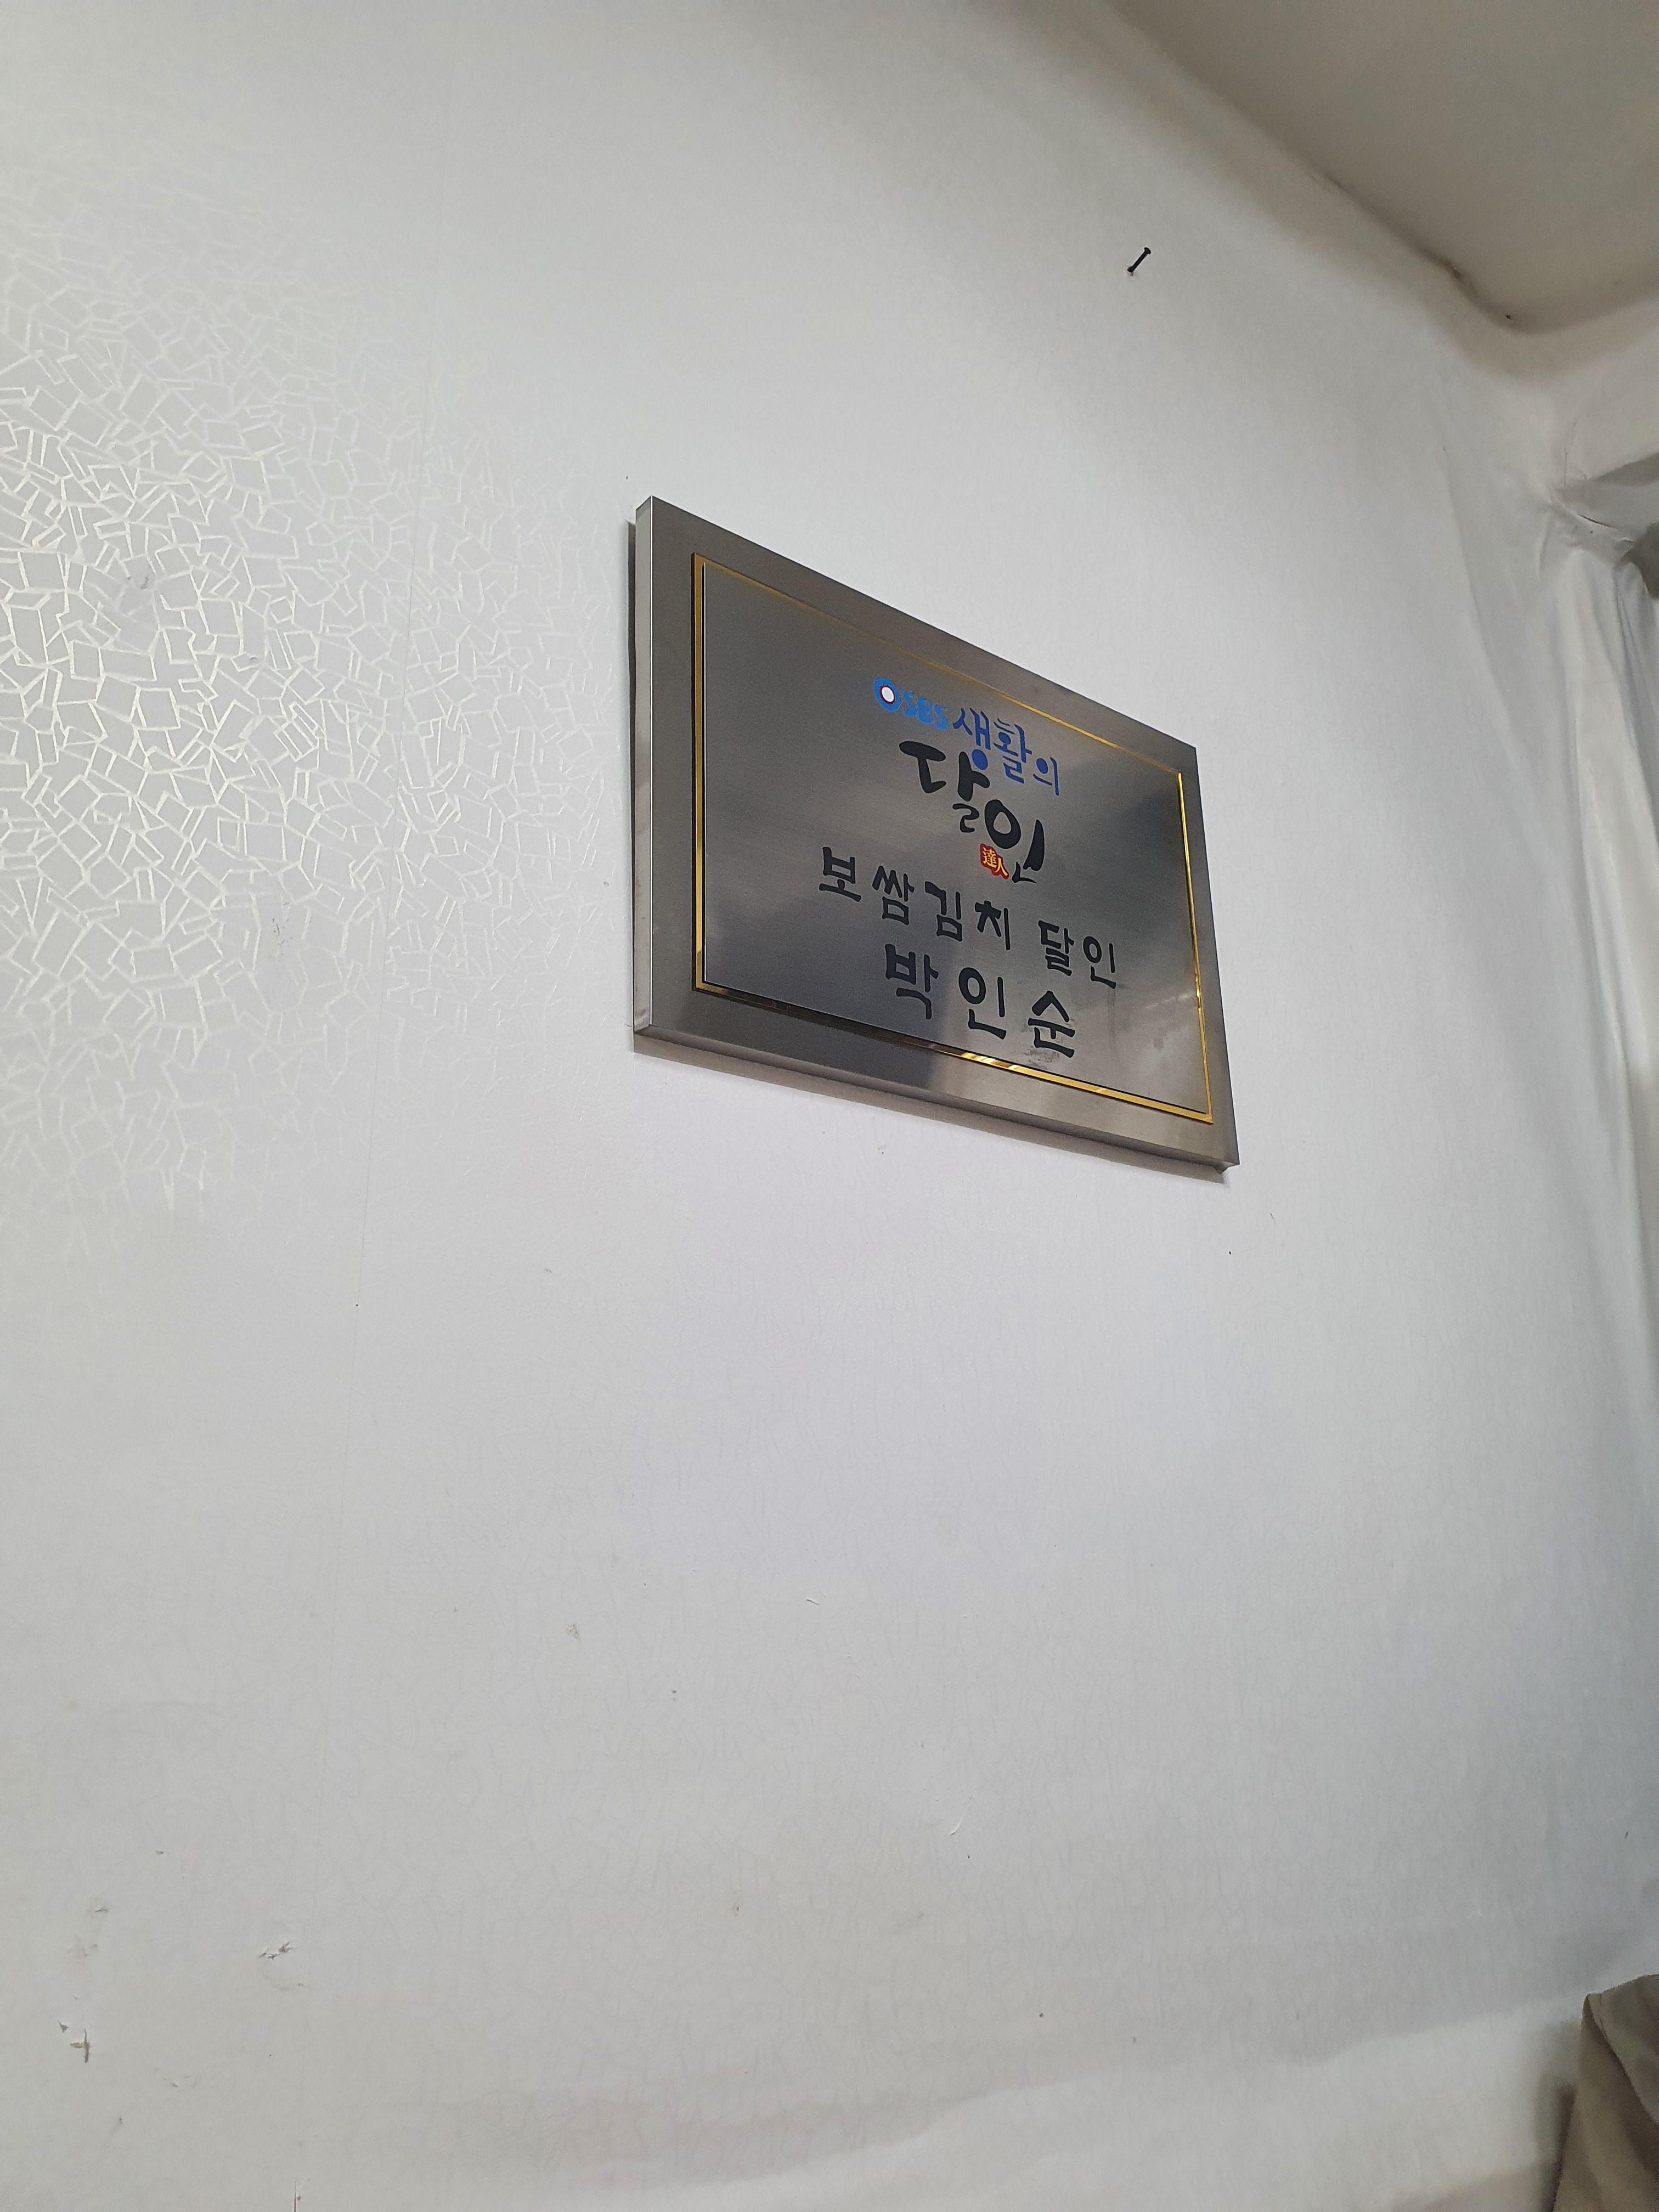 SBS 생활의
달인
達人
보쌈김치 달인
박인순